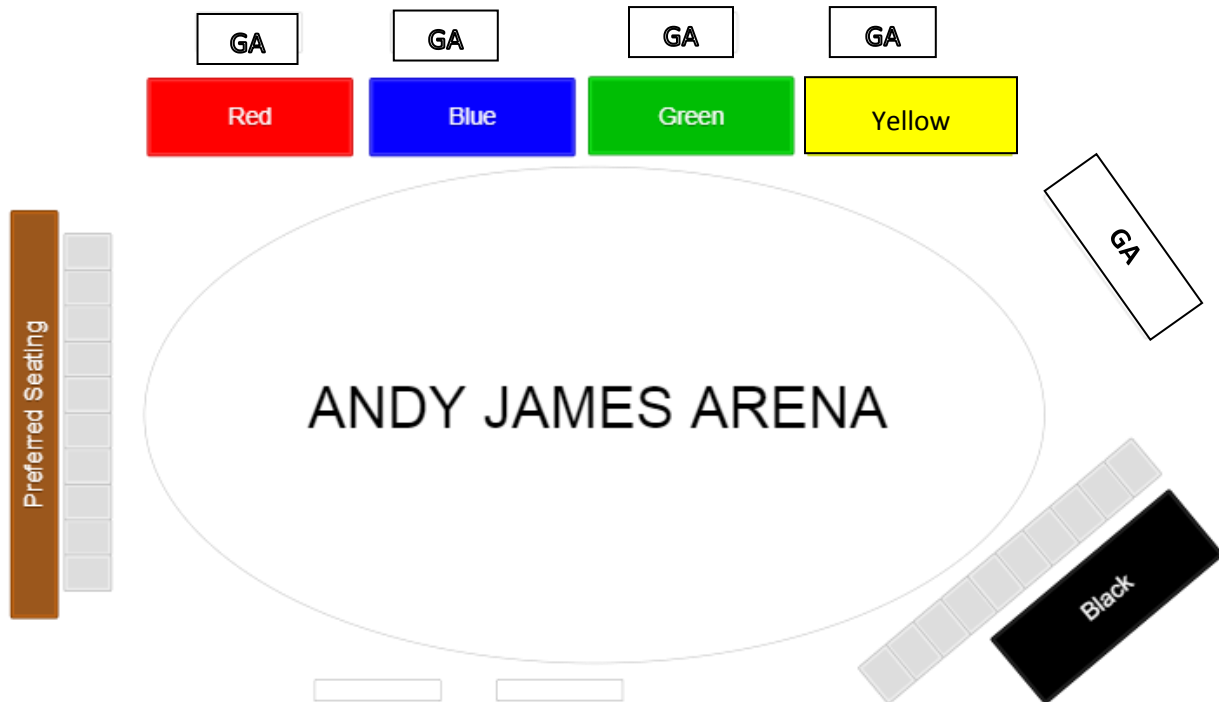 GA
GA
GA
GA
Red
Blue
Green
Yellow
GA
Preferred Seating
ANDY JAMES ARENA
Black